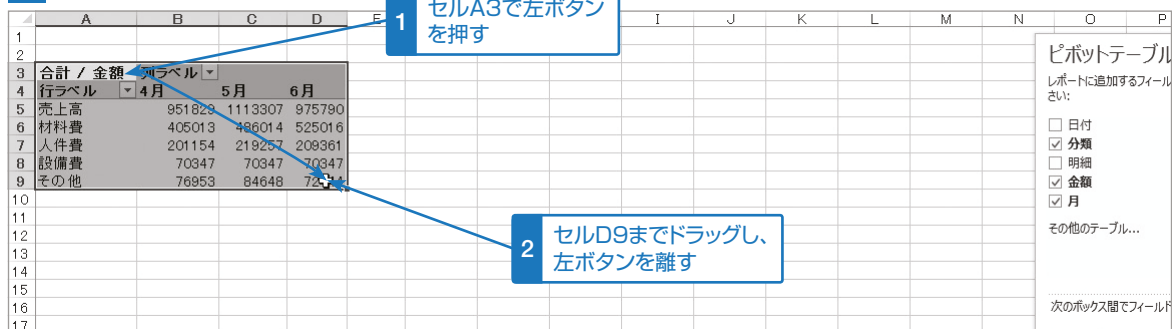 1 セルA3で左ボタン
を押す
A B C D E I J K L M N O P
1
2
3 合計 / 金額 列ラベル
4 行ラベル 4月 5月 6月
5 売上高 951829 1113307 975790
6 材料費 405013 486014 525016
7 人件費 201154 219257 209361
8 設備費 70347 70347 70347
9 その他 76953 84648
10
11
12
13
14
15
16
17
2 セルD9までドラッグし、
左ボタンを離す
ピボットテーブル
レポートに追加するフィール
さい:
日付
分類
明細
金額
月
その他のテーブル...
次のボックス間でフィールド